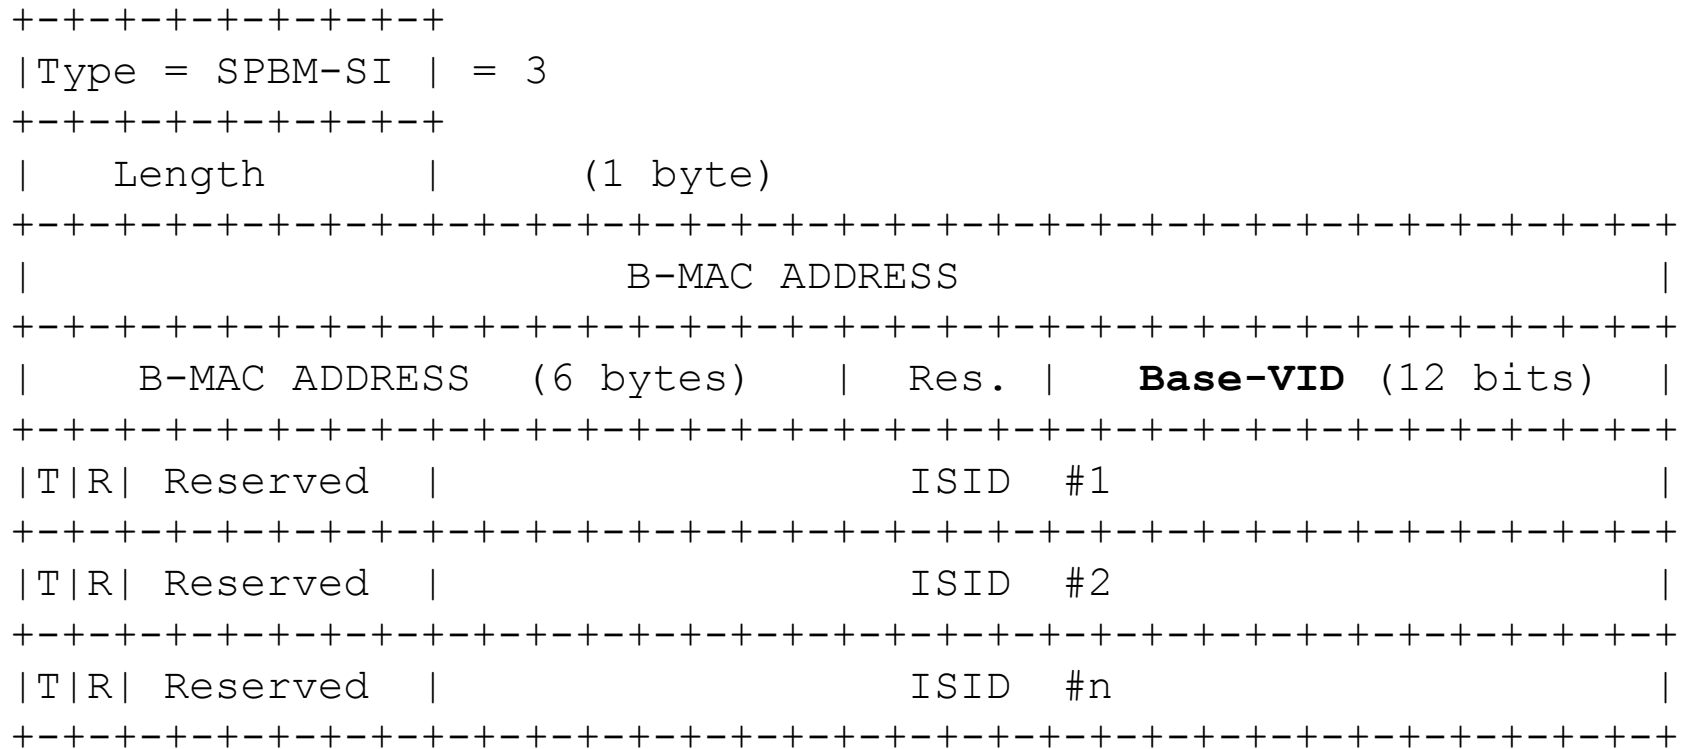 +-+-+-+-+-+-+-+-+
|Type = SPBM-SI | = 3
+-+-+-+-+-+-+-+-+
|   Length      |     (1 byte)
+-+-+-+-+-+-+-+-+-+-+-+-+-+-+-+-+-+-+-+-+-+-+-+-+-+-+-+-+-+-+-+-+
|                       B-MAC ADDRESS                           |
+-+-+-+-+-+-+-+-+-+-+-+-+-+-+-+-+-+-+-+-+-+-+-+-+-+-+-+-+-+-+-+-+
|    B-MAC ADDRESS  (6 bytes)   |  Res. |   Base-VID (12 bits)  |
+-+-+-+-+-+-+-+-+-+-+-+-+-+-+-+-+-+-+-+-+-+-+-+-+-+-+-+-+-+-+-+-+
|T|R| Reserved  |                  ISID  #1                     |
+-+-+-+-+-+-+-+-+-+-+-+-+-+-+-+-+-+-+-+-+-+-+-+-+-+-+-+-+-+-+-+-+
|T|R| Reserved  |                  ISID  #2                     |
+-+-+-+-+-+-+-+-+-+-+-+-+-+-+-+-+-+-+-+-+-+-+-+-+-+-+-+-+-+-+-+-+
|T|R| Reserved  |                  ISID  #n                     |
+-+-+-+-+-+-+-+-+-+-+-+-+-+-+-+-+-+-+-+-+-+-+-+-+-+-+-+-+-+-+-+-+